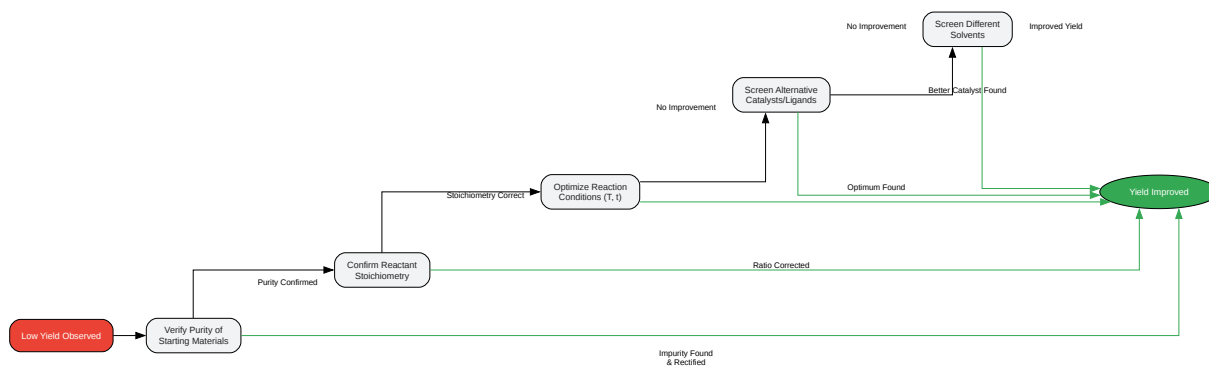 No Improvement
Screen Different
Solvents
Improved Yield
Screen Alternative
Catalysts/Ligands
Better Catalyst Found
No Improvement
Optimize Reaction
Conditions (T, t)
Stoichiometry Correct
Optimum Found
Yield Improved
Confirm Reactant
Stoichiometry
Ratio Corrected
Purity Confirmed
Low Yield Observed
Verify Purity of
Starting Materials
Impurity Found
& Rectified